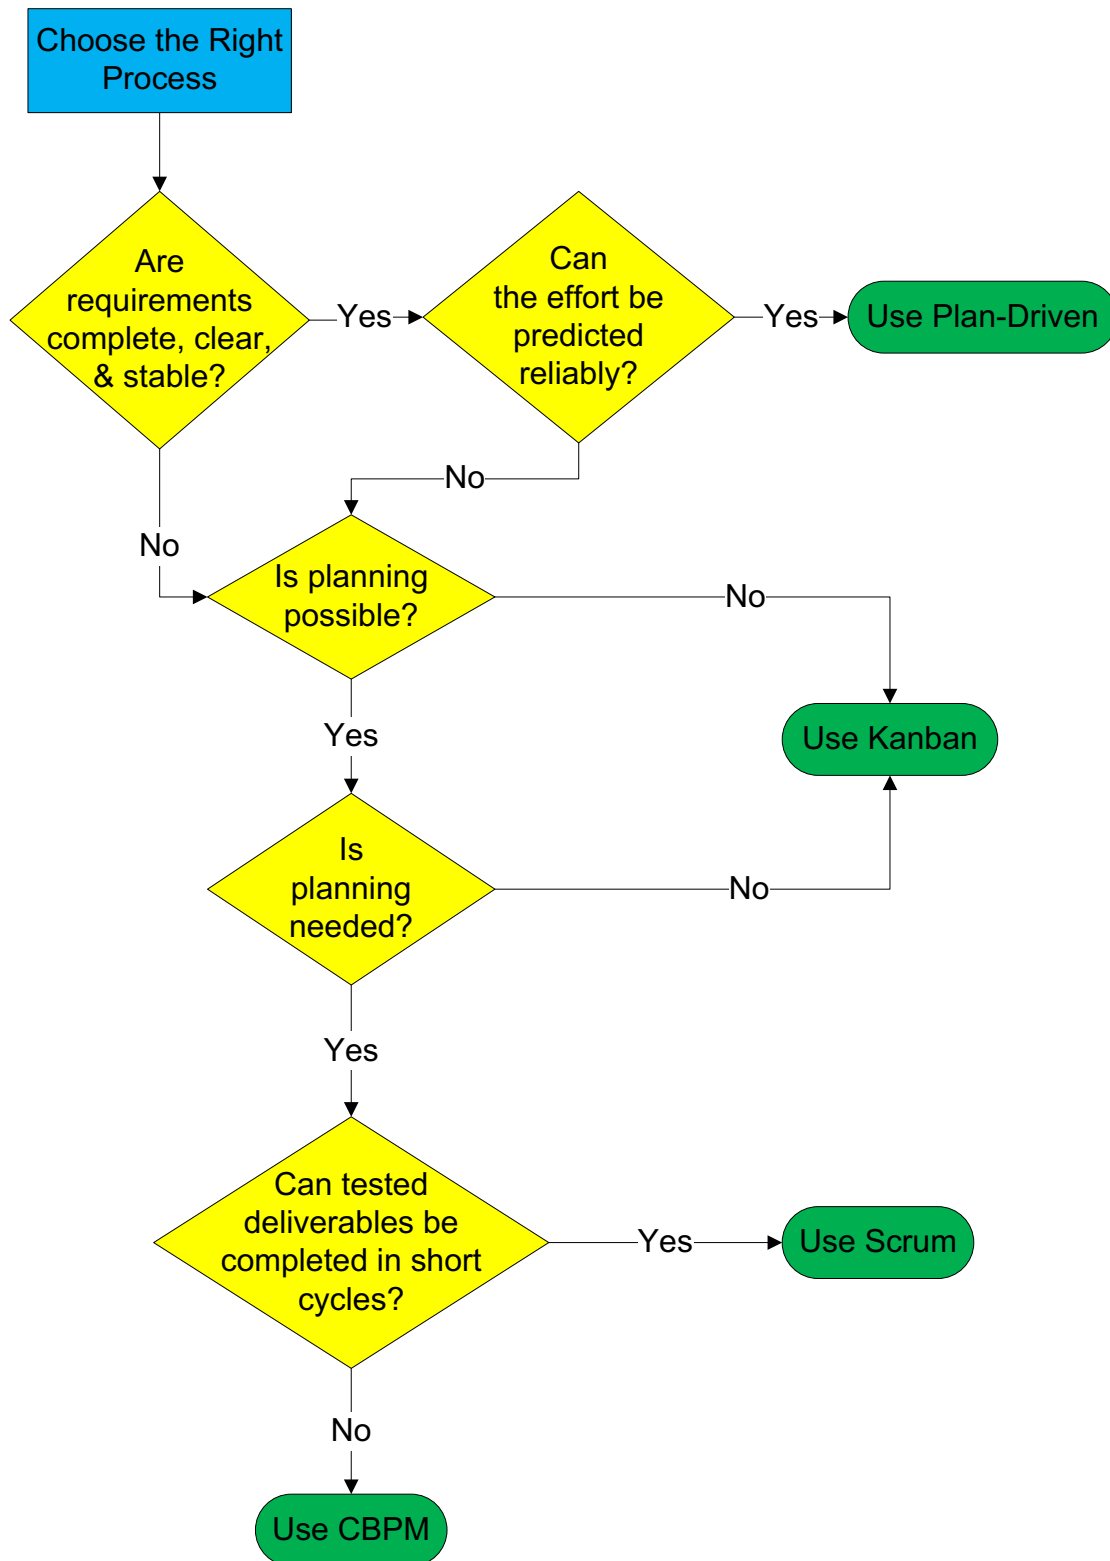 Choose the Right
Process
Are
requirements
complete, clear,
& stable?
Yes
Can
the effort be
predicted
reliably?
Yes
Use Plan-Driven
No
No
Is planning
possible?
No
Yes
Use Kanban
Is
planning
needed?
No
Yes
Can tested
deliverables be
completed in short
cycles?
Yes
Use Scrum
No
Use CBPM